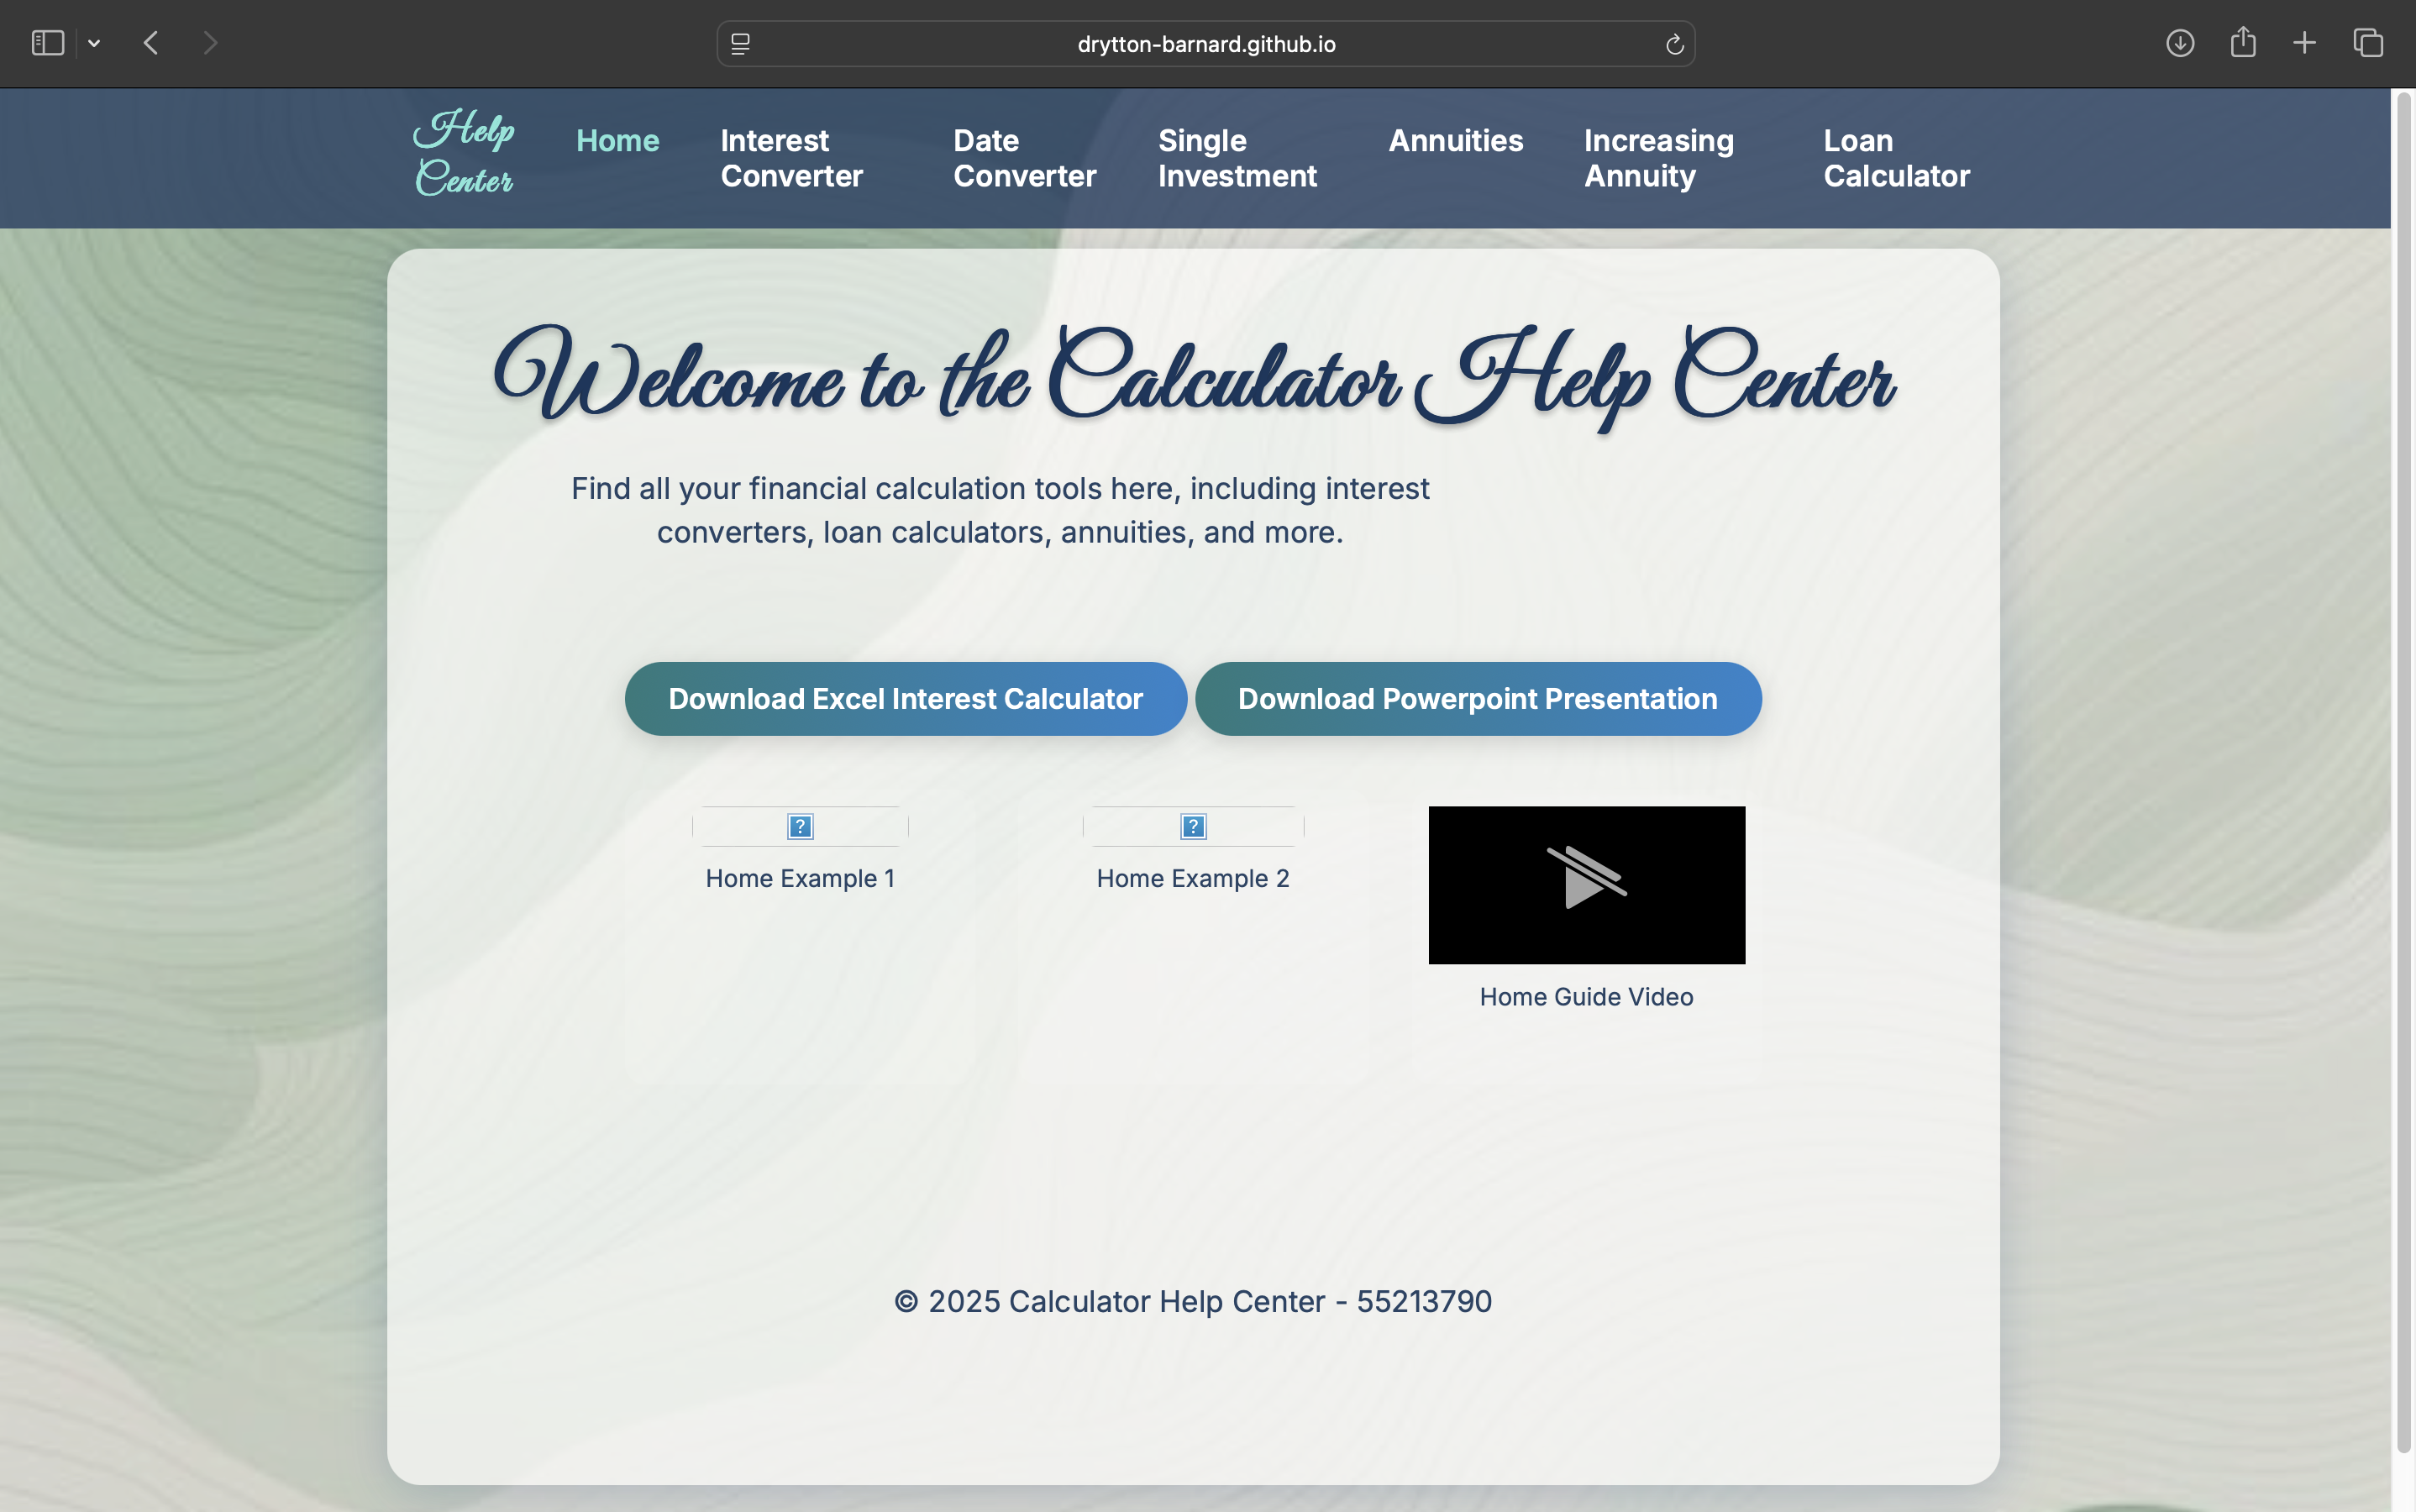 drytton-barnard.github.io
Help
Center
Home
Interest
Converter
Date
Converter
Single
Investment
Annuities
Increasing
Annuity
Loan
Calculator
Welcome to the Calculator Help Center
Find all your financial calculation tools here, including interest
converters, loan calculators, annuities, and more.
Download Excel Interest Calculator
Download Powerpoint Presentation
Home Example 1
Home Example 2
Home Guide Video
© 2025 Calculator Help Center - 55213790